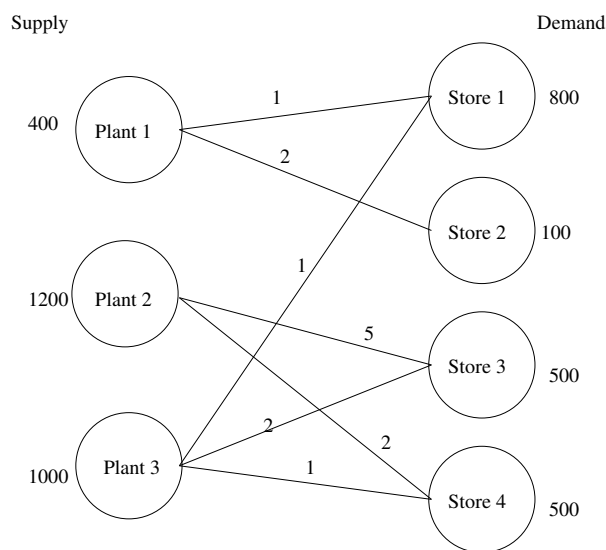 Supply
Demand
400
Plant 1
1
Store 1
800
2
Store 2
100
1
1200
Plant 2
5
Store 3
500
2
2
1000
Plant 3
1
Store 4
500